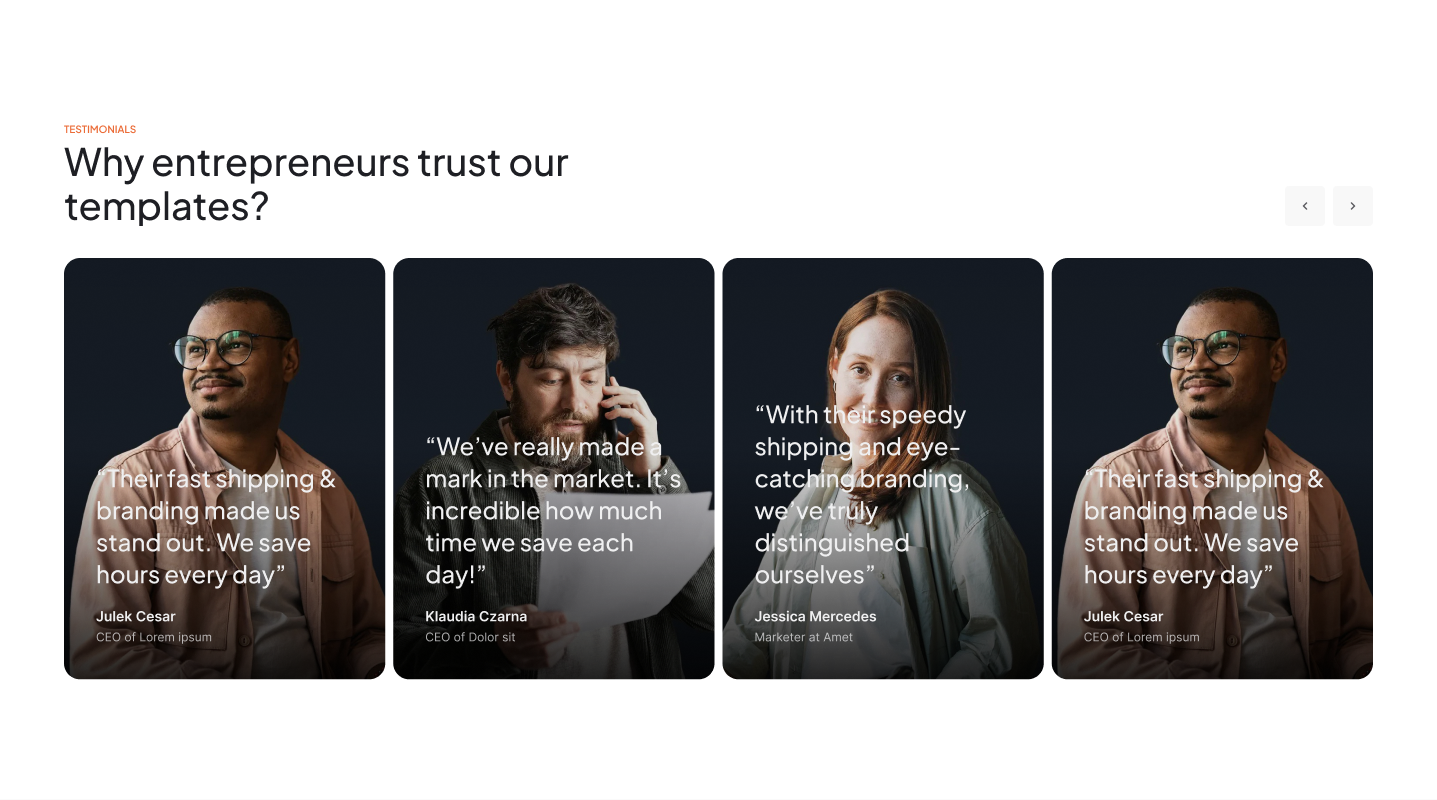 TESTIMONIALS
Why entrepreneurs trust our
templates?
“Their fast shipping &
branding made us
stand out. We save
hours every day”
Julek Cesar
CEO of Lorem ipsum
“We’ve really made a
mark in the market. It’s
incredible how much
time we save each
day!”
Klaudia Czarna
CEO of Dolor sit
“With their speedy
shipping and eye-
catching branding,
we’ve truly
distinguished
ourselves”
Jessica Mercedes
Marketer at Amet
“Their fast shipping &
branding made us
stand out. We save
hours every day”
Julek Cesar
CEO of Lorem ipsum